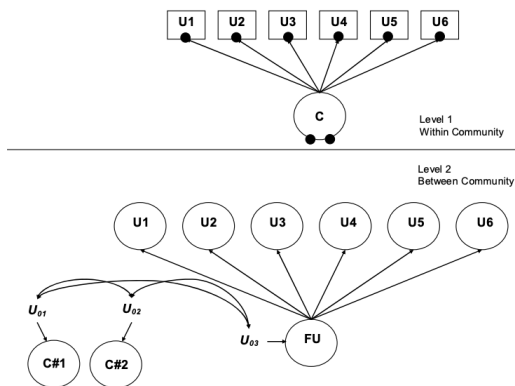 U1 U2 U3 U4 U5 U6
C
Level 1
Within Community
Level 2
Between Community
U1 U2 U3 U4 U5 U6
U01 U02
U03 FU
C#1 C#2